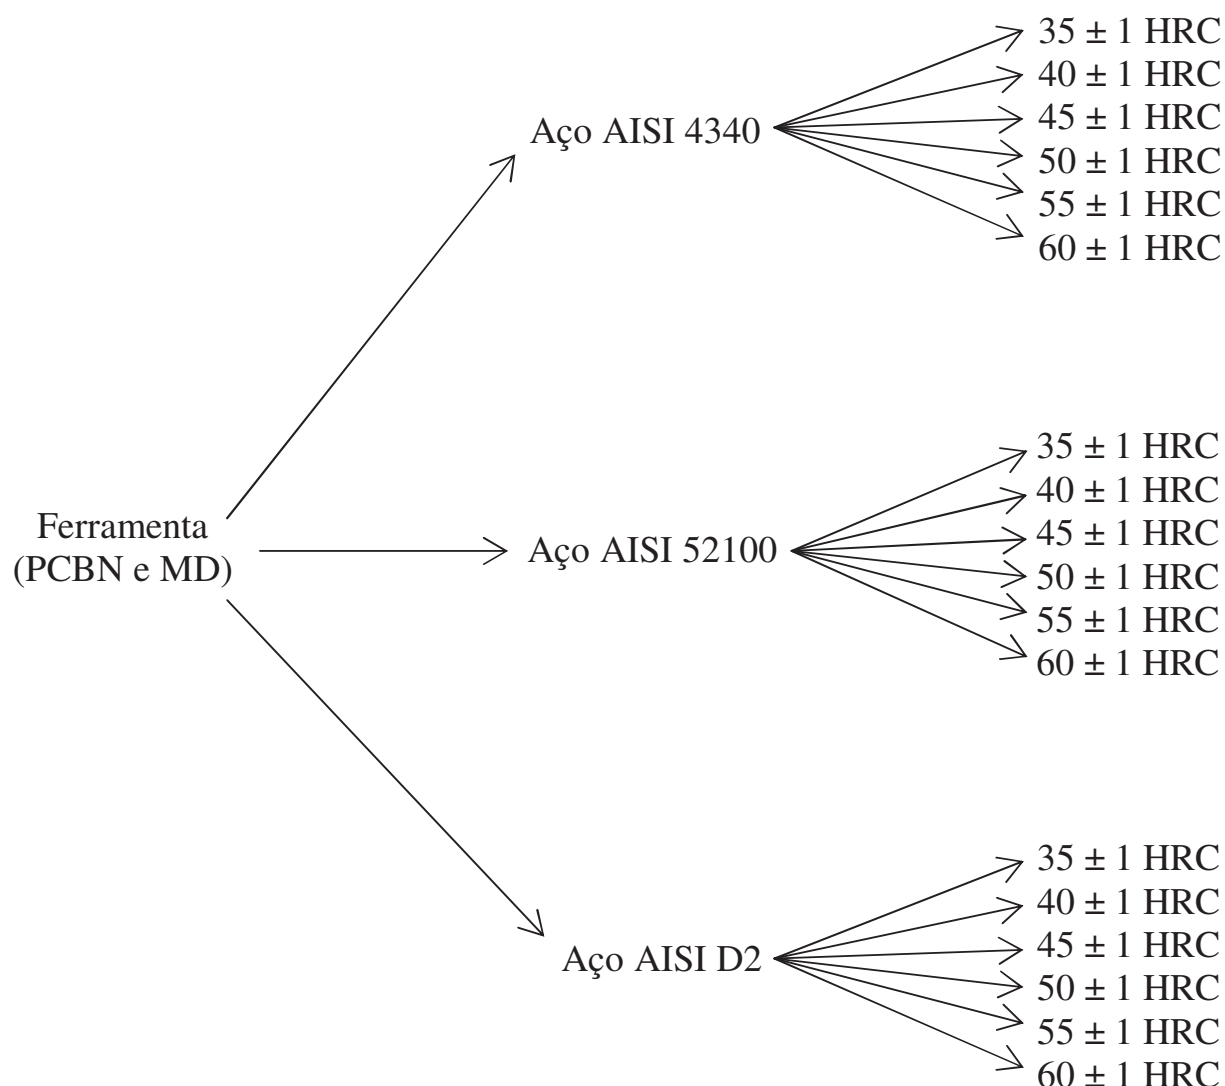 35 ± 1 HRC
40 ± 1 HRC
Aço AISI 4340
45 ± 1 HRC
50 ± 1 HRC
55 ± 1 HRC
60 ± 1 HRC
Ferramenta
(PCBN e MD)
Aço AISI 52100
35 ± 1 HRC
40 ± 1 HRC
45 ± 1 HRC
50 ± 1 HRC
55 ± 1 HRC
60 ± 1 HRC
Aço AISI D2
35 ± 1 HRC
40 ± 1 HRC
45 ± 1 HRC
50 ± 1 HRC
55 ± 1 HRC
60 ± 1 HRC